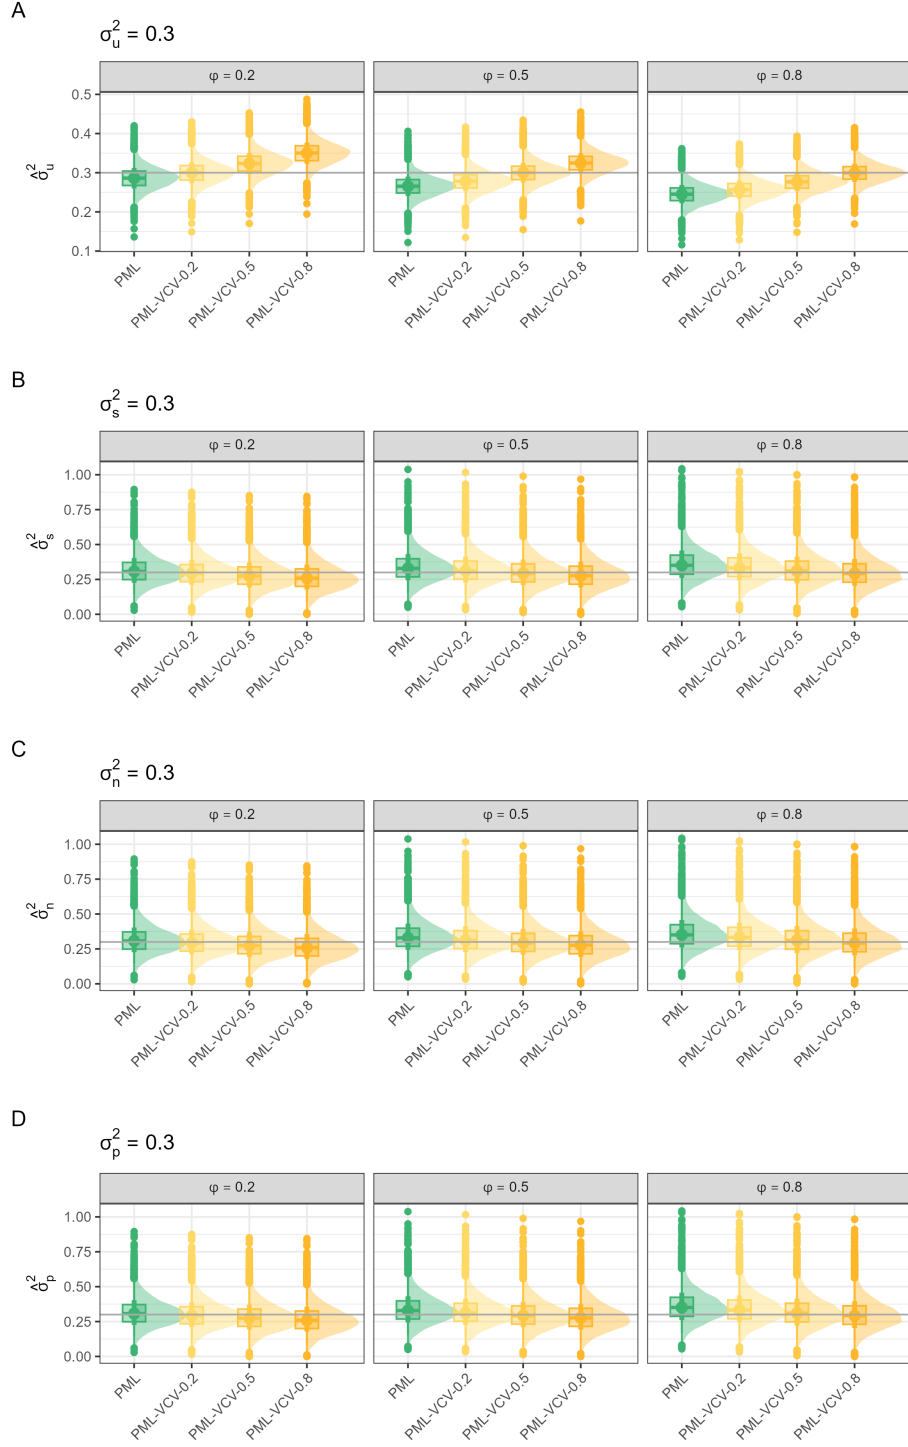 A
σ²ᵤ = 0.3
φ = 0.2
φ = 0.5
φ = 0.8
σ̂²ᵤ
0.5
0.4
0.3
0.2
0.1
PML
PML-VCV-0.2
PML-VCV-0.5
PML-VCV-0.8
PML
PML-VCV-0.2
PML-VCV-0.5
PML-VCV-0.8
PML
PML-VCV-0.2
PML-VCV-0.5
PML-VCV-0.8
B
σ²ₛ = 0.3
φ = 0.2
φ = 0.5
φ = 0.8
σ̂²ₛ
1.00
0.75
0.50
0.25
0.00
PML
PML-VCV-0.2
PML-VCV-0.5
PML-VCV-0.8
PML
PML-VCV-0.2
PML-VCV-0.5
PML-VCV-0.8
PML
PML-VCV-0.2
PML-VCV-0.5
PML-VCV-0.8
C
σ²ₙ = 0.3
φ = 0.2
φ = 0.5
φ = 0.8
σ̂²ₙ
1.00
0.75
0.50
0.25
0.00
PML
PML-VCV-0.2
PML-VCV-0.5
PML-VCV-0.8
PML
PML-VCV-0.2
PML-VCV-0.5
PML-VCV-0.8
PML
PML-VCV-0.2
PML-VCV-0.5
PML-VCV-0.8
D
σ²ₚ = 0.3
φ = 0.2
φ = 0.5
φ = 0.8
σ̂²ₚ
1.00
0.75
0.50
0.25
0.00
PML
PML-VCV-0.2
PML-VCV-0.5
PML-VCV-0.8
PML
PML-VCV-0.2
PML-VCV-0.5
PML-VCV-0.8
PML
PML-VCV-0.2
PML-VCV-0.5
PML-VCV-0.8